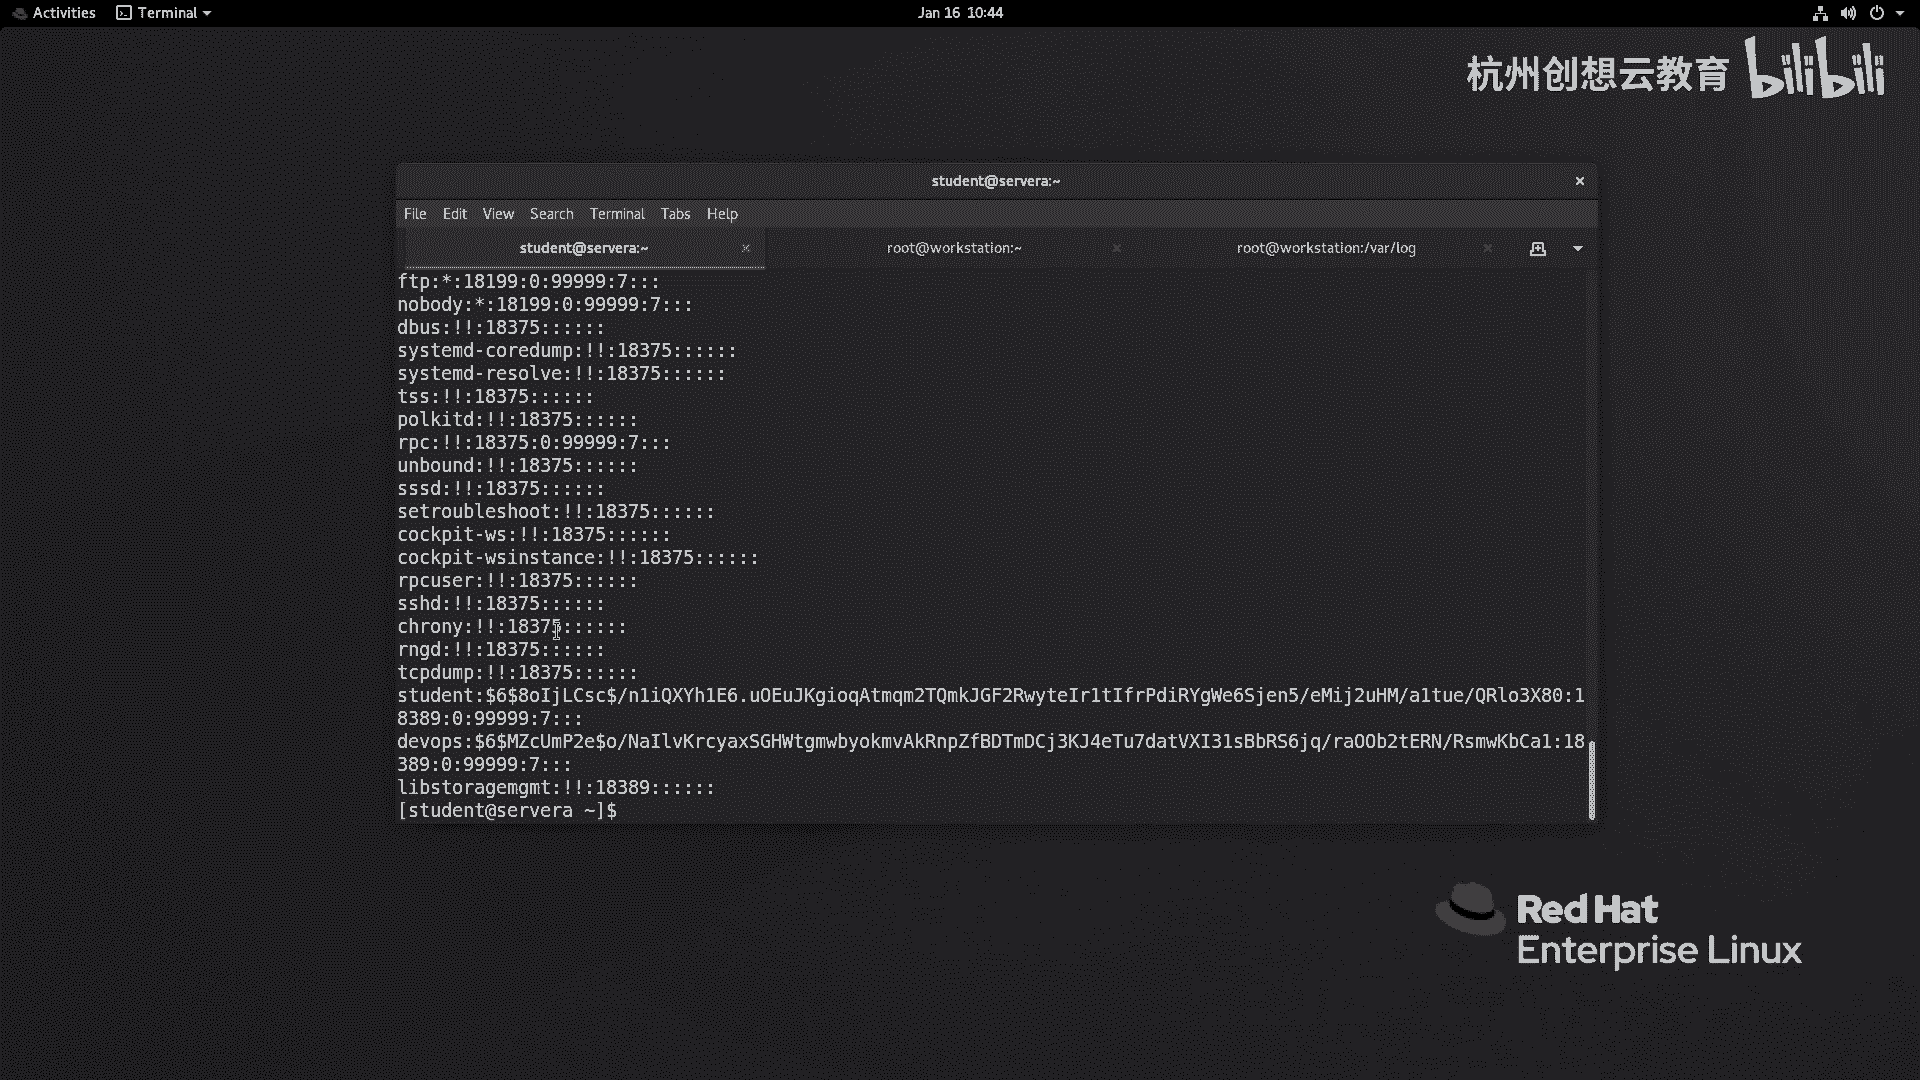 Activities Terminal Jan 16 10:44
杭州创想云教育 bilibili
student@servera:~
File Edit View Search Terminal Tabs Help
student@servera:~ root@workstation:~ root@workstation:/var/log
ftp:*:18199:0:99999:7:::
nobody:*:18199:0:99999:7:::
dbus:!!:18375::::::
systemd-coredump:!!:18375::::::
systemd-resolve:!!:18375::::::
tss:!!:18375::::::
polkitd:!!:18375::::::
rpc:!!:18375:0:99999:7:::
unbound:!!:18375::::::
sssd:!!:18375::::::
setroubleshoot:!!:18375::::::
cockpit-ws:!!:18375::::::
cockpit-wsinstance:!!:18375::::::
rpcuser:!!:18375::::::
sshd:!!:18375::::::
chrony:!!:18375::::::
rngd:!!:18375::::::
tcpdump:!!:18375::::::
student:$6$8oIjLCsc$/n1iQXYh1E6.uOEuJKgioqAtmqm2TQmkJGF2RwyteIr1tIfrPdiRYgWe6Sjen5/eMij2uHM/a1tue/QRlo3X80:1
8389:0:99999:7:::
devops:$6$MZcUmP2e$o/NaIlvKrcyaxSGHWtgmwbyokmvAkRnpZfBDTmDCj3KJ4eTu7datVXI31sBbRS6jq/raOOb2tERN/RsmwKbCa1:18
389:0:99999:7:::
libstoragemgmt:!!:18389::::::
[student@servera ~]$
Red Hat
Enterprise Linux